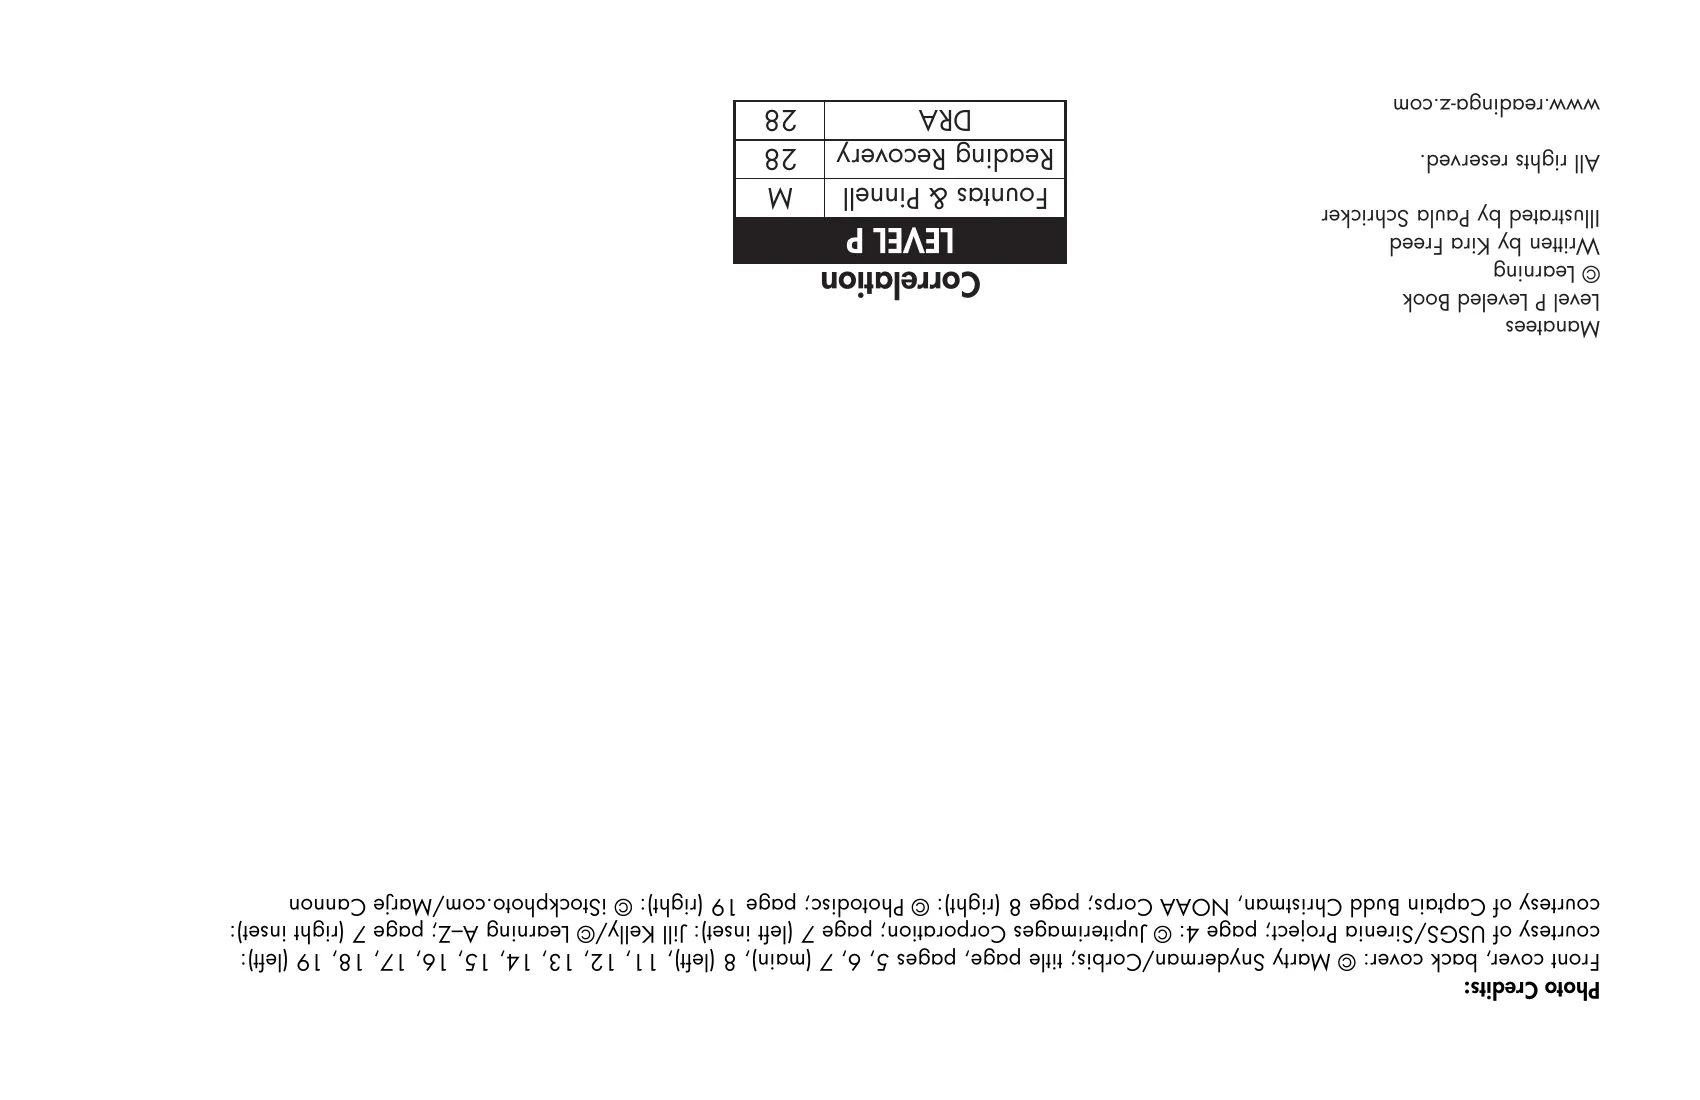 Photo Credits:
Front cover, back cover: © Marty Snyderman/Corbis; title page, pages 5, 6, 7 (main), 8 (left), 11, 12, 13, 14, 15, 16, 17, 18, 19 (left):
courtesy of USGS/Sirenia Project; page 4: © Jupiterimages Corporation; page 7 (left inset): Jill Kelly/© Learning A–Z; page 7 (right inset):
courtesy of Captain Budd Christman, NOAA Corps; page 8 (right): © Photodisc; page 19 (right): © iStockphoto.com/Marje Cannon
Manatees
Level P Leveled Book
© Learning
Written by Kira Freed
Illustrated by Paula Schricker
All rights reserved.
www.readinga-z.com
Correlation
LEVEL P
Fountas & Pinnell M
Reading Recovery 28
DRA 28